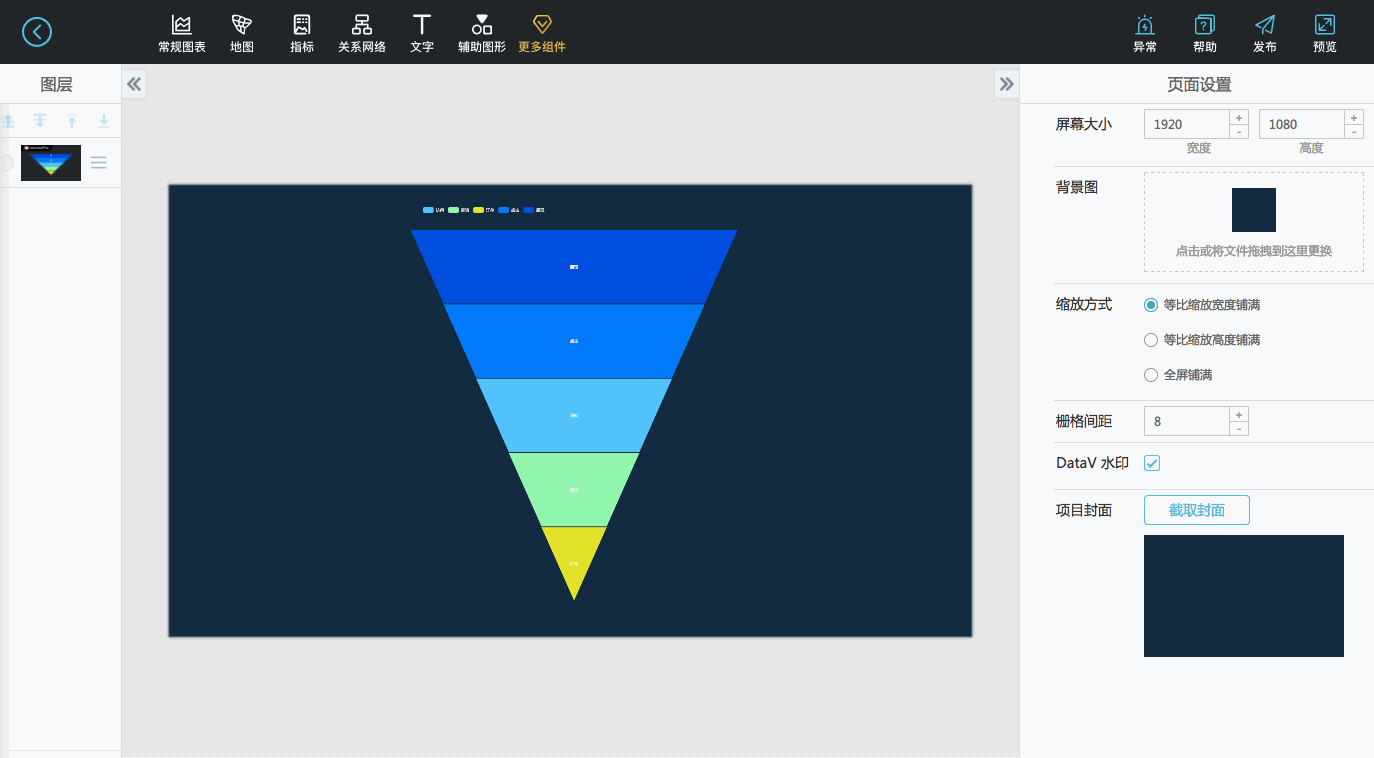 常规图表
地图
指标
关系网络
文字
辅助图形
更多组件
异常
帮助
发布
预览
图层
页面设置
屏幕大小
1920
1080
宽度
高度
背景图
点击或将文件拖拽到这里更换
缩放方式
等比缩放宽度铺满
等比缩放高度铺满
全屏铺满
栅格间距
8
DataV 水印
项目封面
截取封面